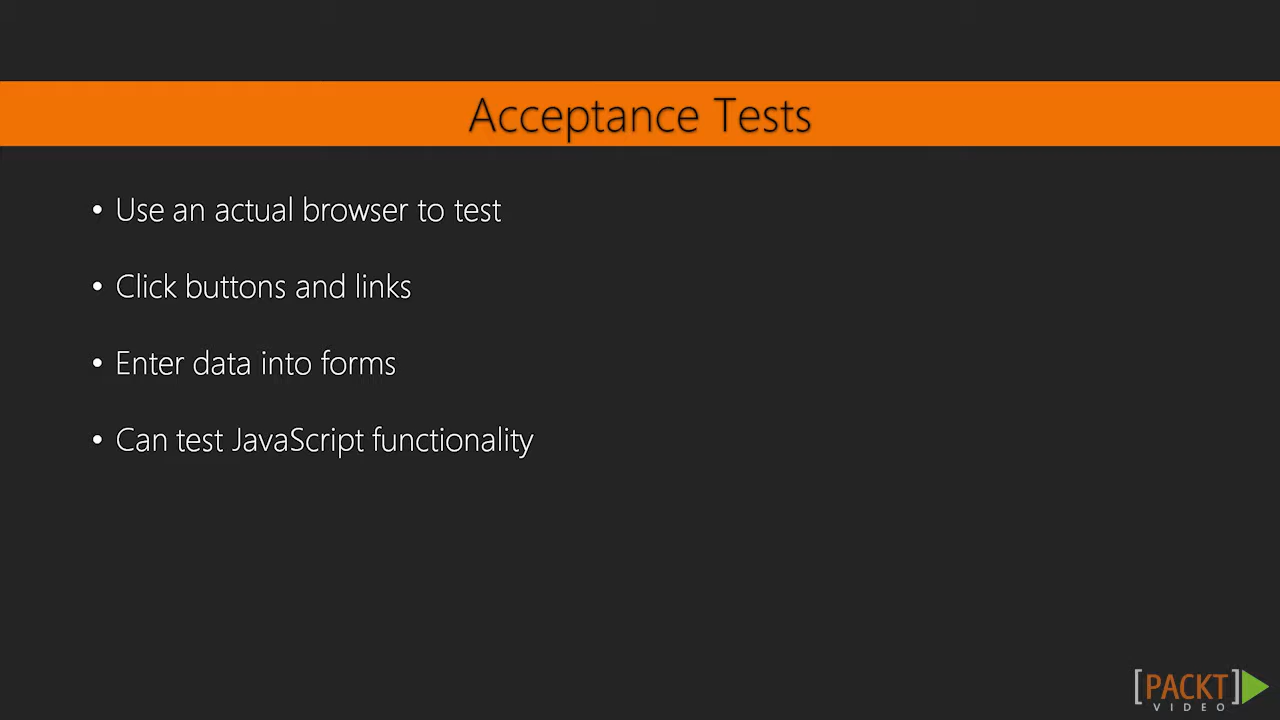 Acceptance Tests
• Use an actual browser to test
• Click buttons and links
• Enter data into forms
• Can test JavaScript functionality
[PACKT]
VIDEO